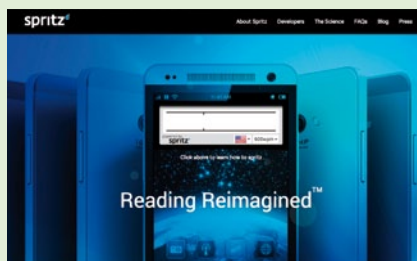 spritz
About Spritz Developers The Science FAQs Blog Press
spritz
Click above to learn how to spritz
Reading Reimagined™